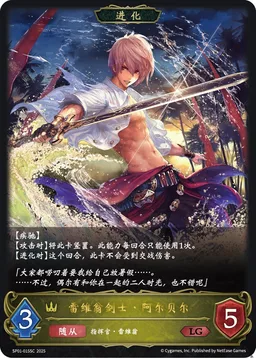 进化
【疾驰】
【攻击时】将此卡竖置。此能力每回合只能使用1次。
【进化时】这个回合，此卡不会受到交战伤害。
「大家都唠叨着要我给自己放暑假……
……不过，偶尔有和你在一起的二人时光，也不错呢」
雷维翁剑士·阿尔贝尔
3
5
随从
指挥官·雷维翁
LG
SP01-015SC 2025
© Cygames, Inc. Published by NetEase Games